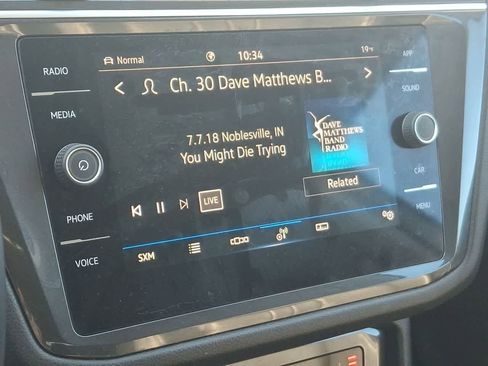 RADIO
MEDIA
PHONE
VOICE
Normal
10:34
19°F
Ch. 30 Dave Matthews B...
7.7.18 Noblesville, IN
You Might Die Trying
DAVE
MATTHEWS
BAND
RADIO
Related
LIVE
SXM
APP
SOUND
CAR
MENU